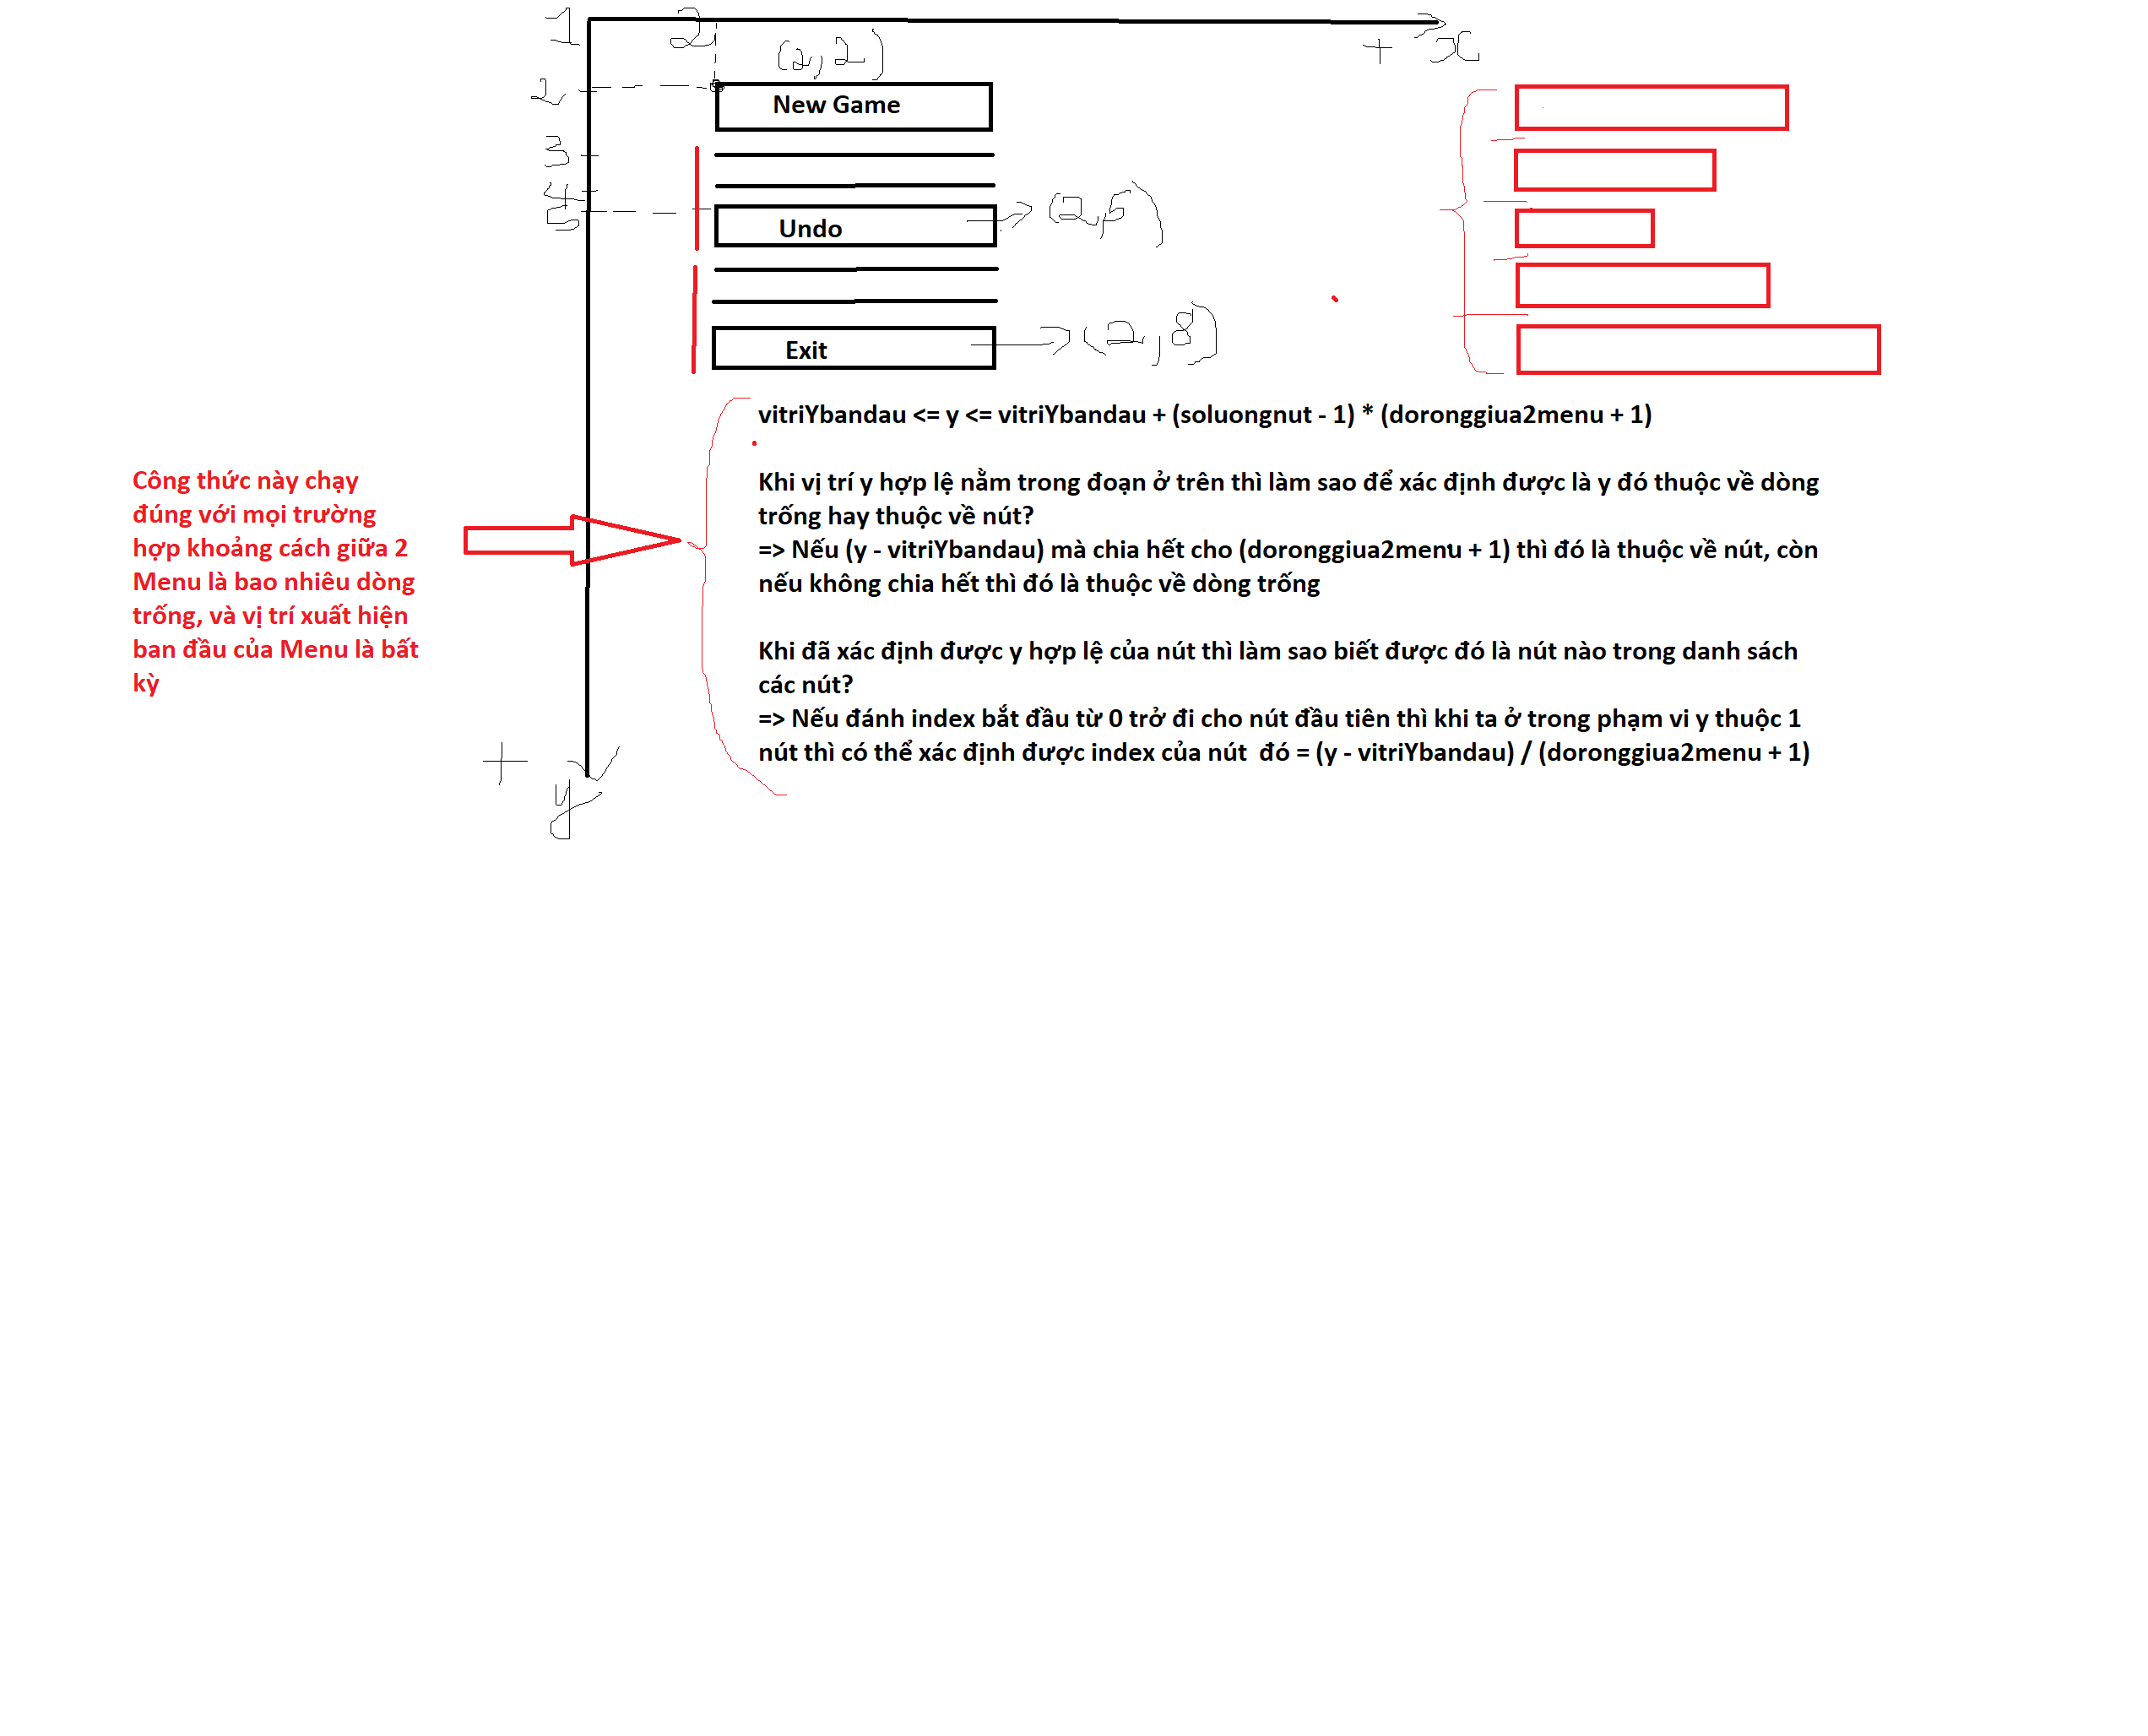 1
2
+ x
(2,2)
2
New Game
3
4
5
Undo
(2,5)
Exit
(2,8)
vitriYbandau <= y <= vitriYbandau + (soluongnut - 1) * (doronggiua2menu + 1)
Công thức này chạy
đúng với mọi trường
hợp khoảng cách giữa 2
Menu là bao nhiêu dòng
trống, và vị trí xuất hiện
ban đầu của Menu là bất
kỳ
Khi vị trí y hợp lệ nằm trong đoạn ở trên thì làm sao để xác định được là y đó thuộc về dòng
trống hay thuộc về nút?
=> Nếu (y - vitriYbandau) mà chia hết cho (doronggiua2menu + 1) thì đó là thuộc về nút, còn
nếu không chia hết thì đó là thuộc về dòng trống
Khi đã xác định được y hợp lệ của nút thì làm sao biết được đó là nút nào trong danh sách
các nút?
=> Nếu đánh index bắt đầu từ 0 trở đi cho nút đầu tiên thì khi ta ở trong phạm vi y thuộc 1
nút thì có thể xác định được index của nút  đó = (y - vitriYbandau) / (doronggiua2menu + 1)
+
y